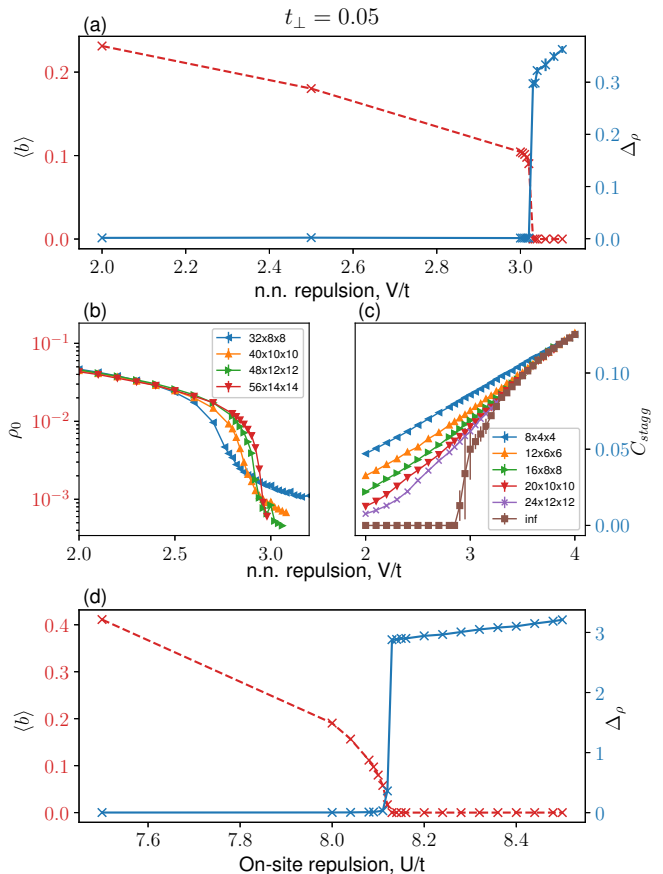 t⊥ = 0.05
(a)
⟨b⟩
0.2
0.1
0.0
0.3
0.2
0.1
0.0
Δρ
2.0 2.2 2.4 2.6 2.8 3.0
n.n. repulsion, V/t
(b)
ρ0
10−1
10−2
10−3
32x8x8
40x10x10
48x12x12
56x14x14
2.0 2.5 3.0
n.n. repulsion, V/t
(c)
8x4x4
12x6x6
16x8x8
20x10x10
24x12x12
inf
2 3 4
0.10
0.05
0.00
Cstagg
(d)
⟨b⟩
0.4
0.3
0.2
0.1
0.0
3
2
1
0
Δρ
7.6 7.8 8.0 8.2 8.4
On-site repulsion, U/t